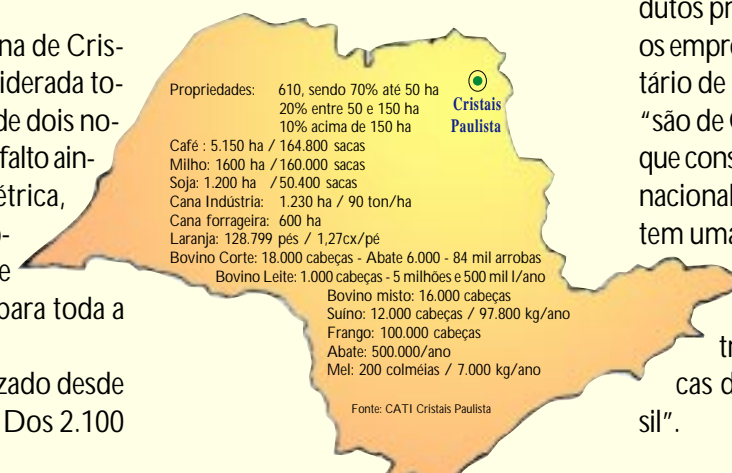 na de Cris-
siderada to-
de dois no-
falto ain-
étrica,
o-
e
para toda a
zado desde
Dos 2.100
Propriedades: 610, sendo 70% até 50 ha
20% entre 50 e 150 ha
10% acima de 150 ha
Café : 5.150 ha / 164.800 sacas
Milho: 1600 ha / 160.000 sacas
Soja: 1.200 ha / 50.400 sacas
Cana Indústria: 1.230 ha / 90 ton/ha
Cana forrageira: 600 ha
Laranja: 128.799 pés / 1,27cx/pé
Bovino Corte: 18.000 cabeças - Abate 6.000 - 84 mil arrobas
Bovino Leite: 1.000 cabeças - 5 milhões e 500 mil l/ano
Bovino misto: 16.000 cabeças
Suíno: 12.000 cabeças / 97.800 kg/ano
Frango: 100.000 cabeças
Abate: 500.000/ano
Mel: 200 colméias / 7.000 kg/ano
Fonte: CATI Cristais Paulista
Cristais
Paulista
dutos pr
os empre
tário de
“são de
que cons
nacional
tem uma
tr
cas d
sil”.